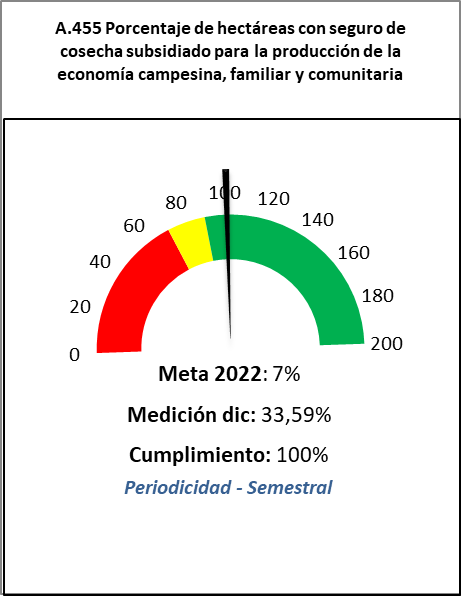 A.455 Porcentaje de hectáreas con seguro de
cosecha subsidiado para la producción de la
economía campesina, familiar y comunitaria
0
20
40
60
80
100
120
140
160
180
200
Meta 2022: 7%
Medición dic: 33,59%
Cumplimiento: 100%
Periodicidad - Semestral